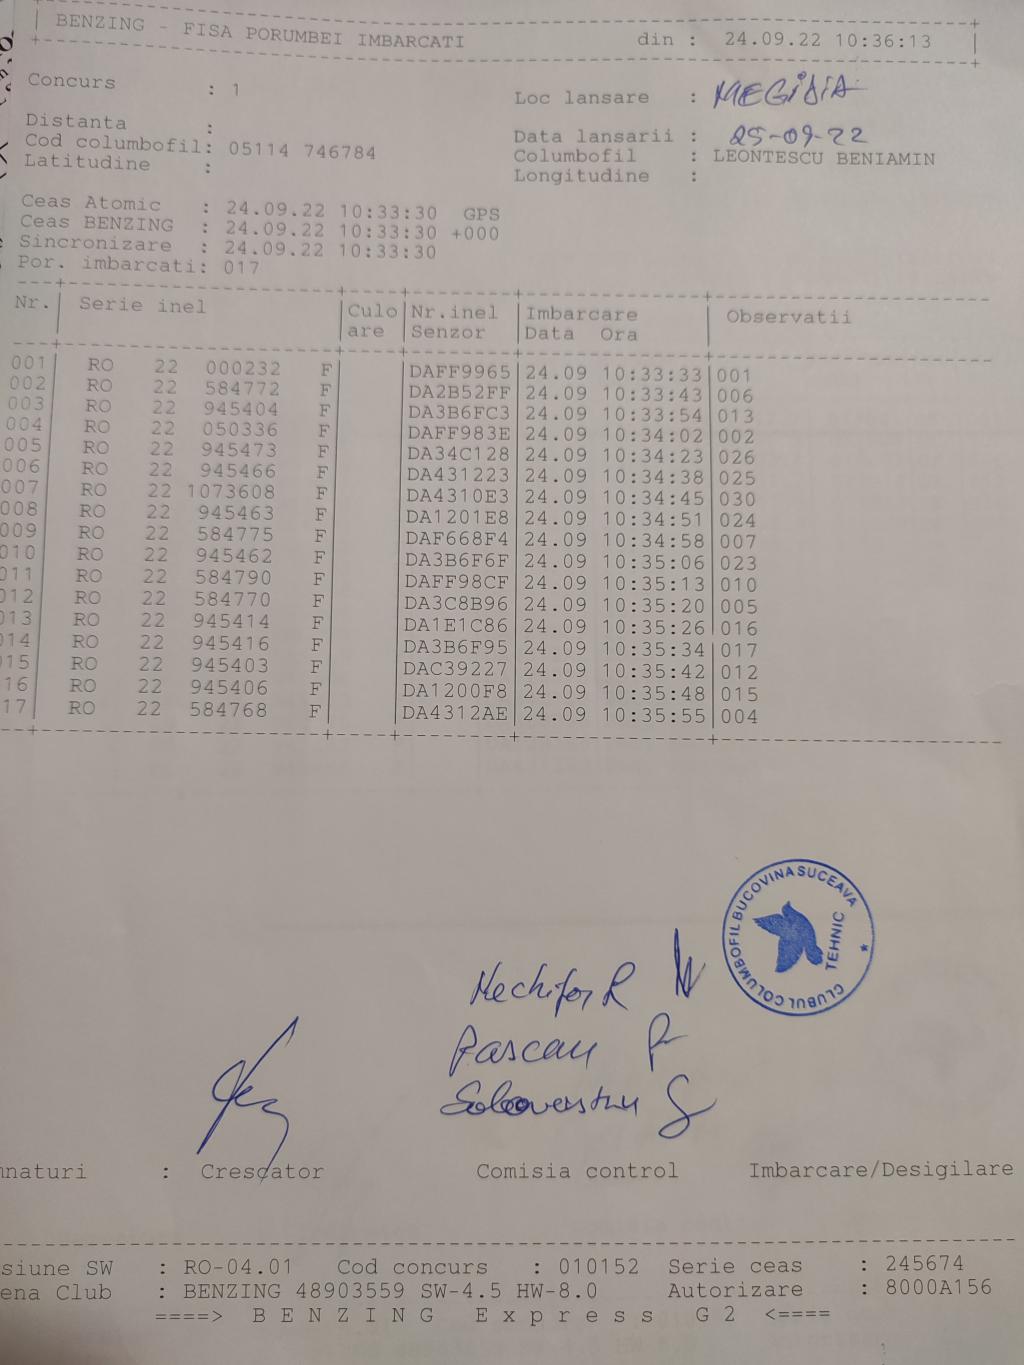 BENZING - FISA PORUMBEI IMBARCATI din : 24.09.22 10:36:13
Concurs : 1 Loc lansare : MEGIDIA
Distanta : Data lansarii : 25-09-22
Cod columbofil: 05114 746784 Columbofil : LEONTESCU BENIAMIN
Latitudine : Longitudine :
Ceas Atomic : 24.09.22 10:33:30 GPS
Ceas BENZING : 24.09.22 10:33:30 +000
Sincronizare : 24.09.22 10:33:30
Por. imbarcati: 017
Nr. Serie inel Culo Nr.inel Imbarcare Observatii
are Senzor Data Ora
001 RO 22 000232 F DAFF9965 24.09 10:33:33 001
002 RO 22 584772 F DA2B52FF 24.09 10:33:43 006
003 RO 22 945404 F DA3B6FC3 24.09 10:33:54 013
004 RO 22 050336 F DAFF983E 24.09 10:34:02 002
005 RO 22 945473 F DA34C128 24.09 10:34:23 026
006 RO 22 945466 F DA431223 24.09 10:34:38 025
007 RO 22 1073608 F DA4310E3 24.09 10:34:45 030
008 RO 22 945463 F DA1201E8 24.09 10:34:51 024
009 RO 22 584775 F DAF668F4 24.09 10:34:58 007
010 RO 22 945462 F DA3B6F6F 24.09 10:35:06 023
011 RO 22 584790 F DAFF98CF 24.09 10:35:13 010
012 RO 22 584770 F DA3C8B96 24.09 10:35:20 005
013 RO 22 945414 F DA1E1C86 24.09 10:35:26 016
014 RO 22 945416 F DA3B6F95 24.09 10:35:34 017
015 RO 22 945403 F DAC39227 24.09 10:35:42 012
16 RO 22 945406 F DA1200F8 24.09 10:35:48 015
17 RO 22 584768 F DA4312AE 24.09 10:35:55 004
CLUBUL COLUMBOFIL BUCOVINA SUCEAVA
TEHNIC
Nechifor R
Pascau P
naturi : Crescator Comisia control Imbarcare/Desigilare
siune SW : RO-04.01 Cod concurs : 010152 Serie ceas : 245674
ena Club : BENZING 48903559 SW-4.5 HW-8.0 Autorizare : 8000A156
====> BENZING Express G2 <====